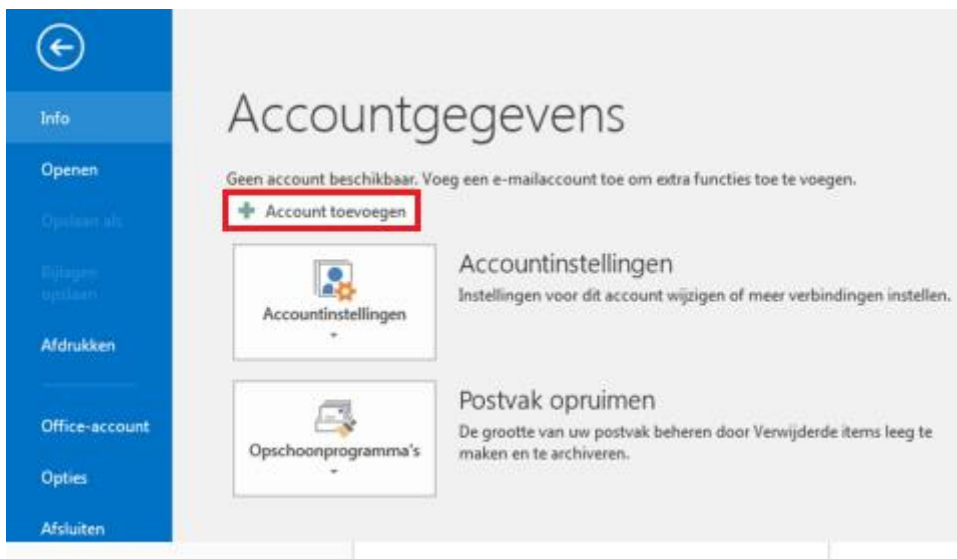 Info
Openen
Opslaan als
Bijlagen
opslaan
Afdrukken
Office-account
Opties
Afsluiten
Accountgegevens
Geen account beschikbaar. Voeg een e-mailaccount toe om extra functies toe te voegen.
Account toevoegen
Accountinstellingen
Accountinstellingen
Instellingen voor dit account wijzigen of meer verbindingen instellen.
Opschoonprogramma's
Postvak opruimen
De grootte van uw postvak beheren door Verwijderde items leeg te
maken en te archiveren.